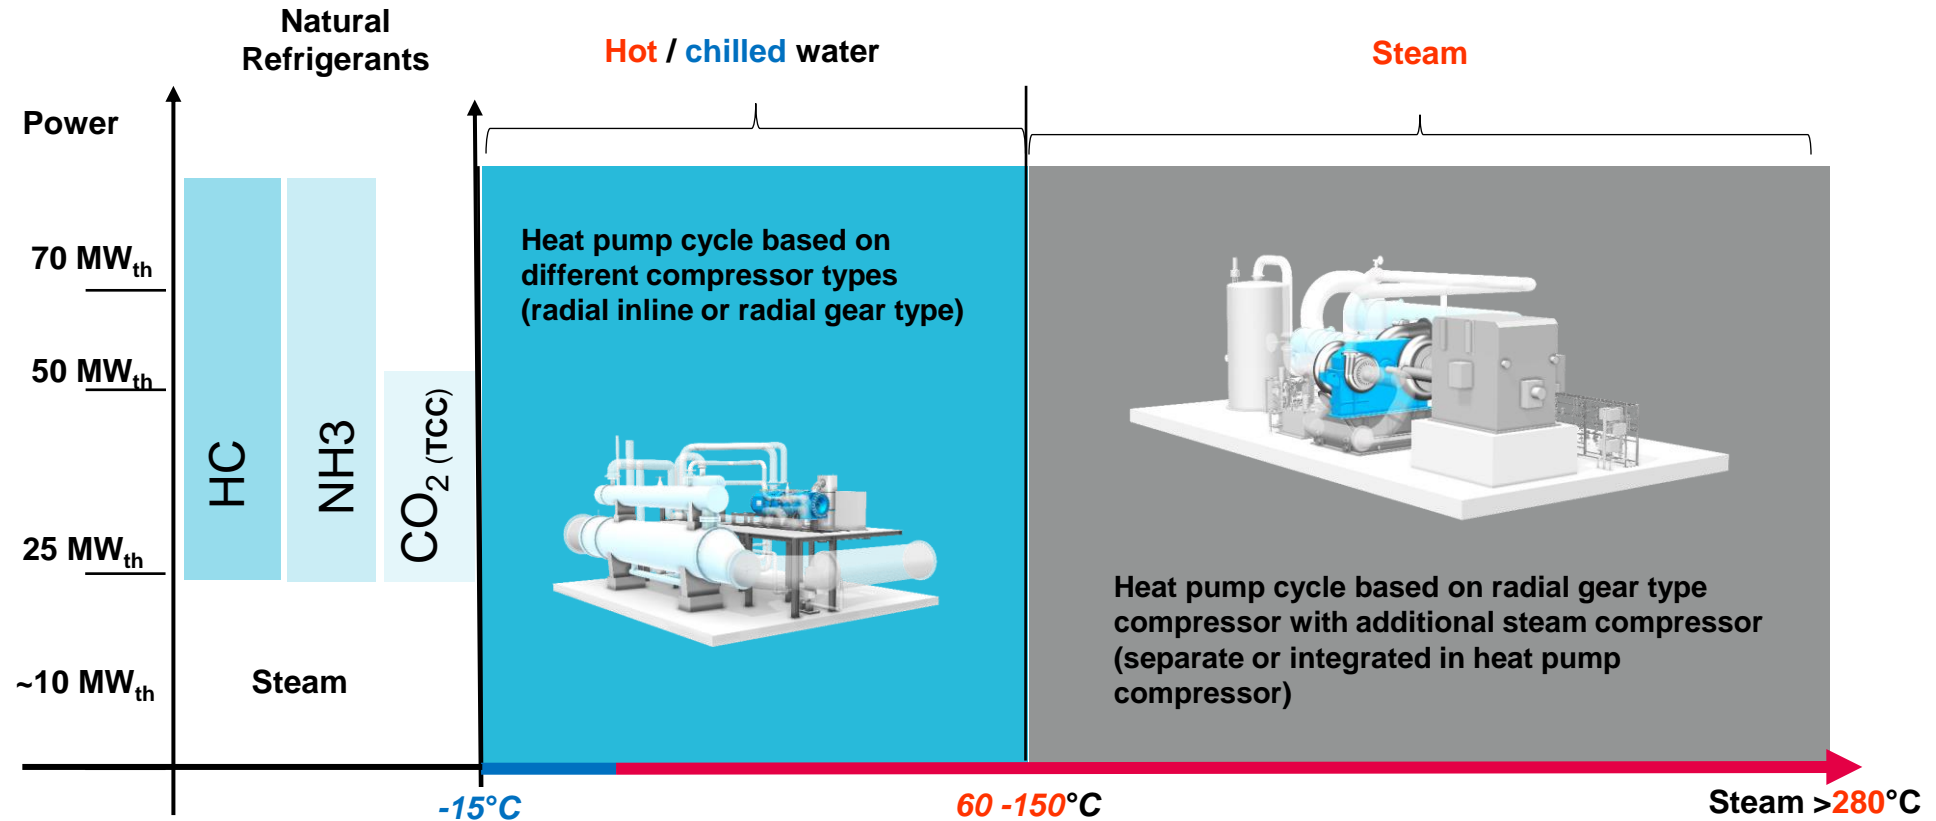 Natural
Refrigerants
Hot / chilled water
Steam
Power
70 MWth
50 MWth
25 MWth
~10 MWth
HC
NH3
CO2 (TCC)
Steam
Heat pump cycle based on
different compressor types
(radial inline or radial gear type)
Heat pump cycle based on radial gear type
compressor with additional steam compressor
(separate or integrated in heat pump
compressor)
-15°C
60 -150°C
Steam >280°C